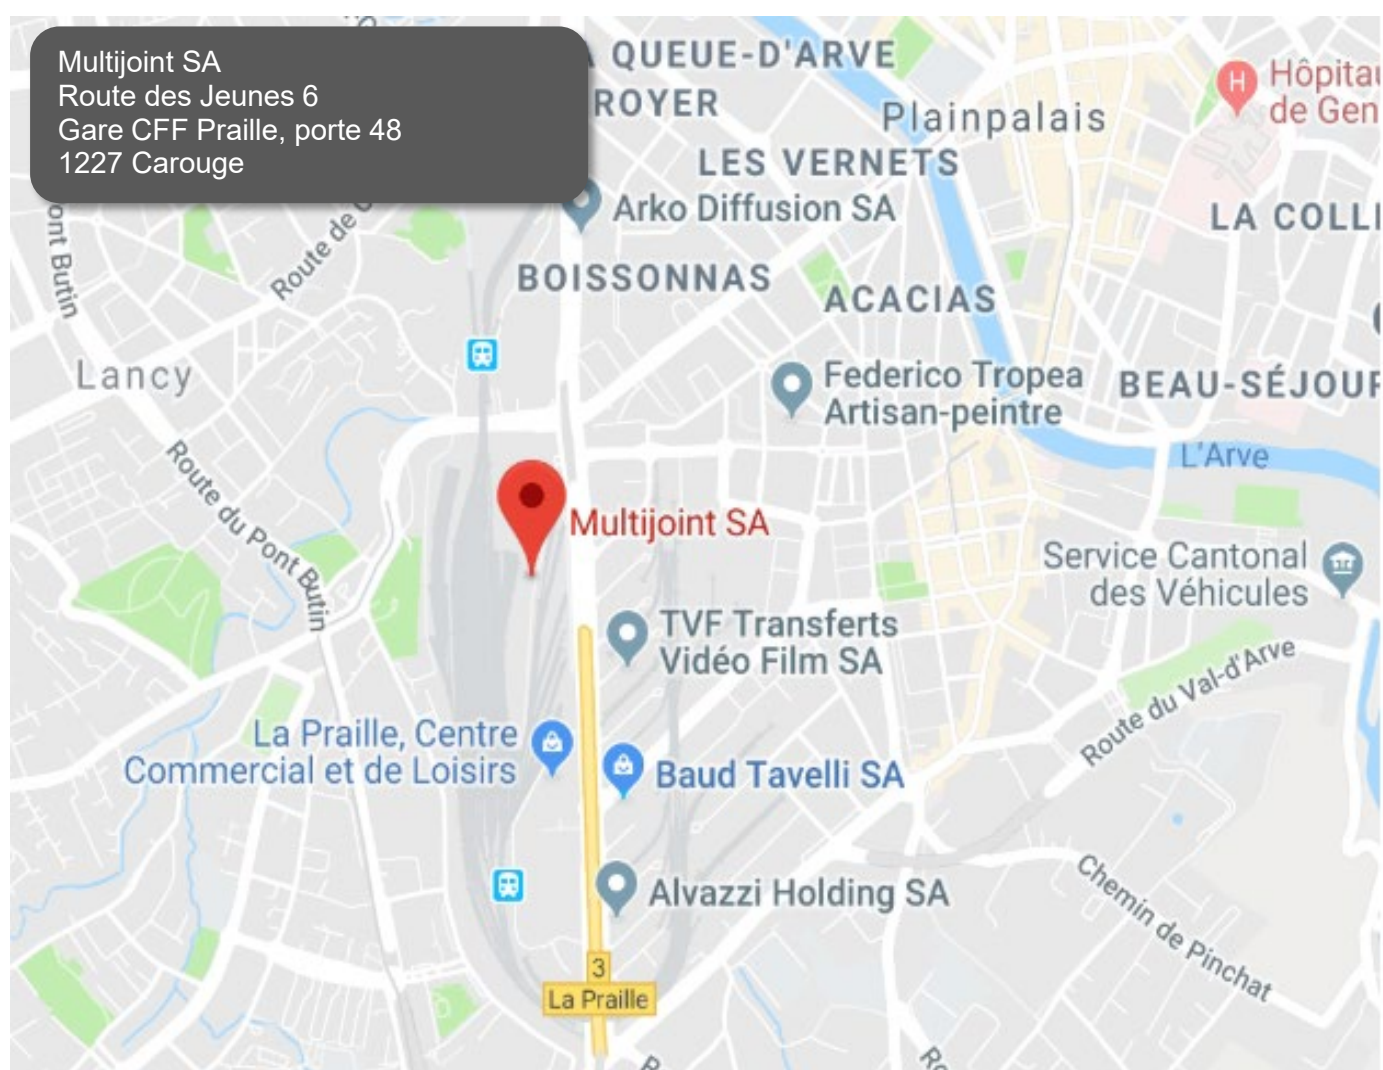 Multijoint SA
Route des Jeunes 6
Gare CFF Praille, porte 48
1227 Carouge
QUEUE-D'ARVE
ROYER
Plainpalais
Hôpitau
de Gen
LES VERNETS
Arko Diffusion SA
LA COLLI
ont Butin
Route de
BOISSONNAS
ACACIAS
Lancy
Federico Tropea
Artisan-peintre
BEAU-SÉJOUR
L'Arve
Route du Pont Butin
Multijoint SA
Service Cantonal
des Véhicules
TVF Transferts
Vidéo Film SA
Route du Val-d'Arve
La Praille, Centre
Commercial et de Loisirs
Baud Tavelli SA
Alvazzi Holding SA
Chemin de Pinchat
3
La Praille